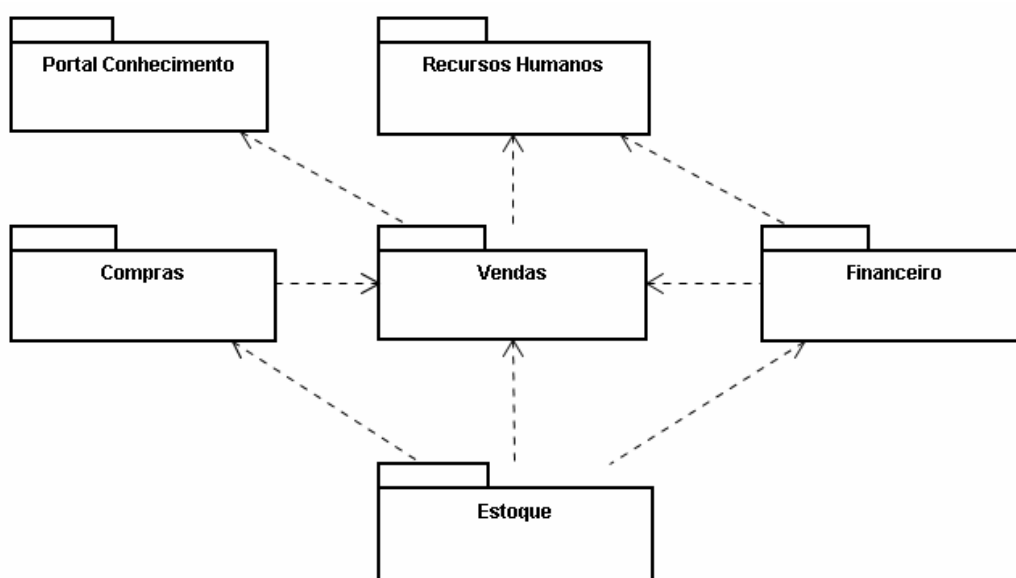 Portal Conhecimento
Recursos Humanos
Compras
Vendas
Financeiro
Estoque